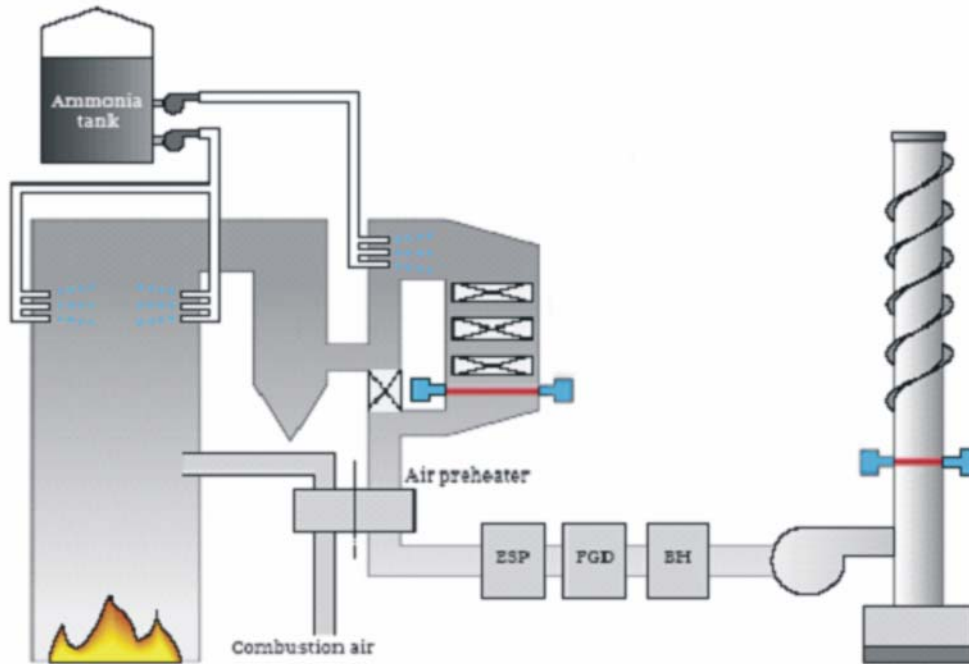 Ammonia
tank
Air preheater
ESP
FGD
BH
Combustion air